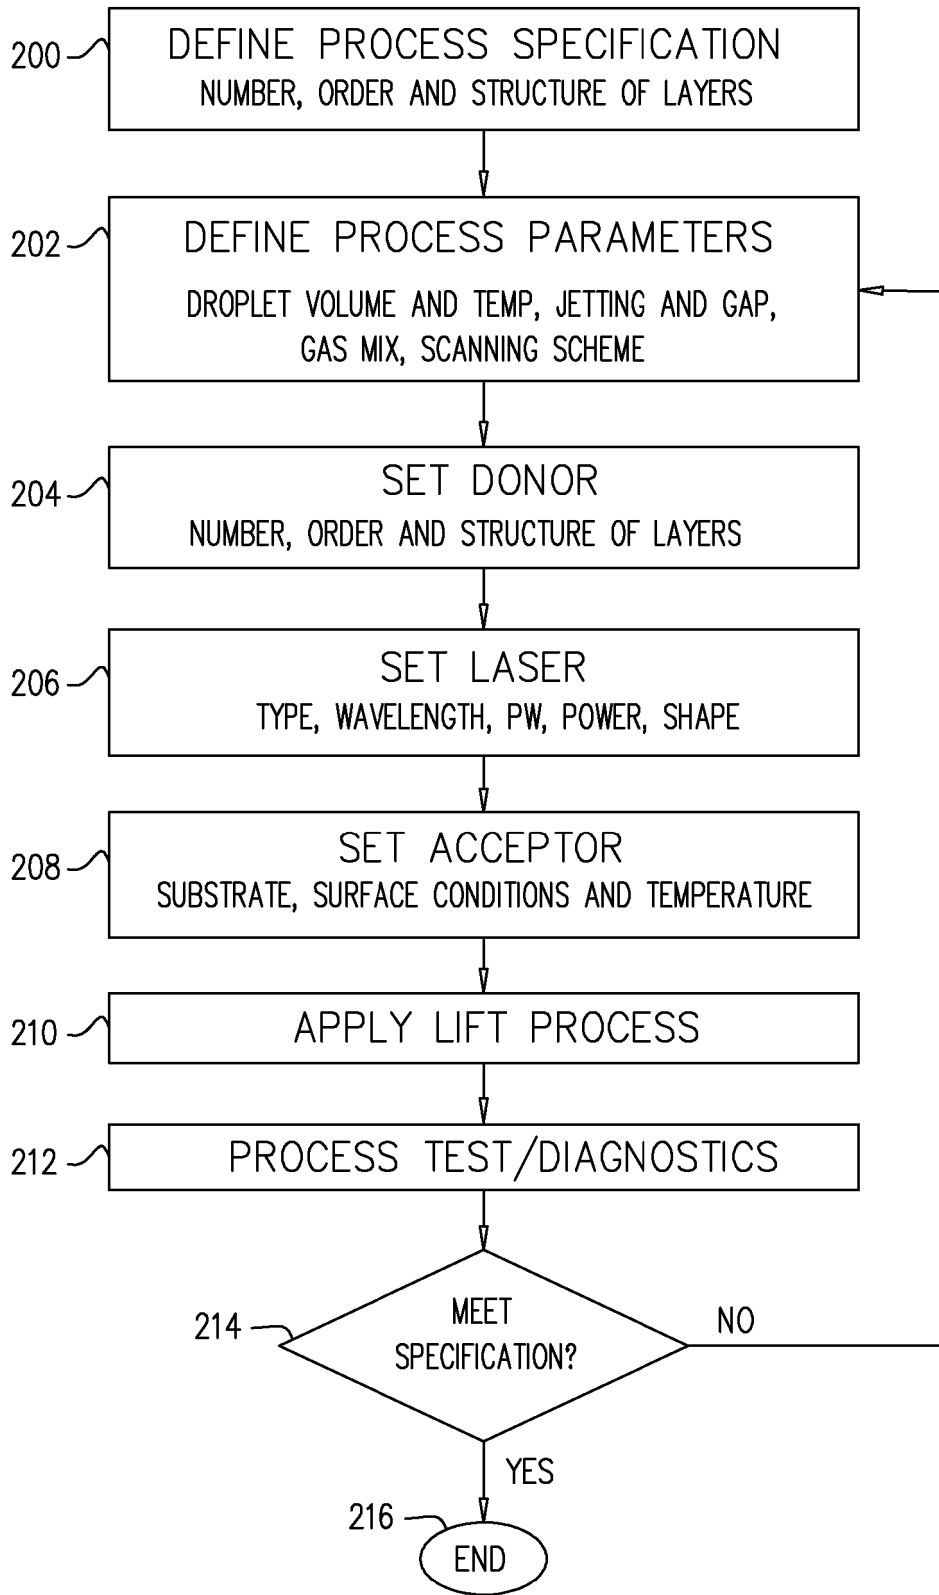 200
DEFINE PROCESS SPECIFICATION
NUMBER, ORDER AND STRUCTURE OF LAYERS
202
DEFINE PROCESS PARAMETERS
DROPLET VOLUME AND TEMP, JETTING AND GAP,
GAS MIX, SCANNING SCHEME
204
SET DONOR
NUMBER, ORDER AND STRUCTURE OF LAYERS
206
SET LASER
TYPE, WAVELENGTH, PW, POWER, SHAPE
208
SET ACCEPTOR
SUBSTRATE, SURFACE CONDITIONS AND TEMPERATURE
210
APPLY LIFT PROCESS
212
PROCESS TEST/DIAGNOSTICS
214
MEET
SPECIFICATION?
NO
YES
216
END